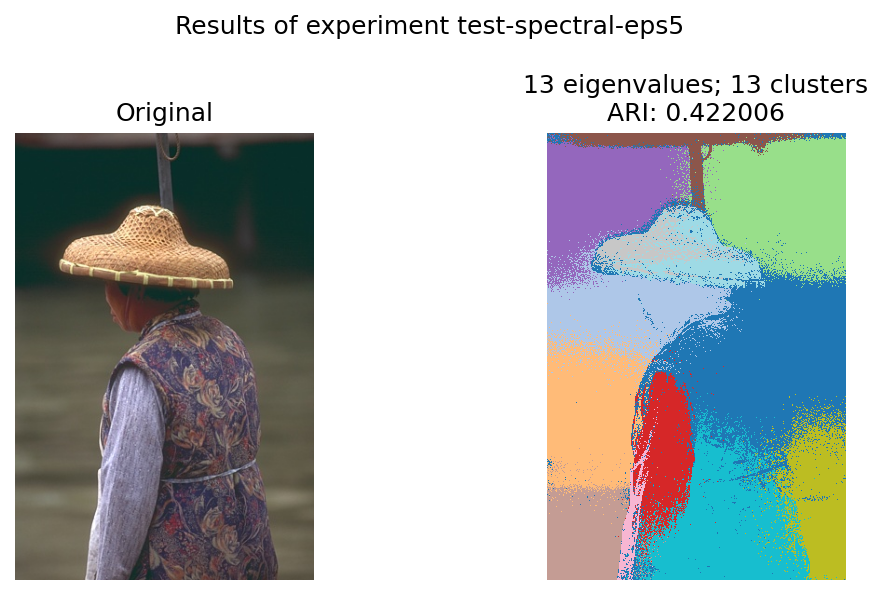 Results of experiment test-spectral-eps5
Original
13 eigenvalues; 13 clusters
ARI: 0.422006